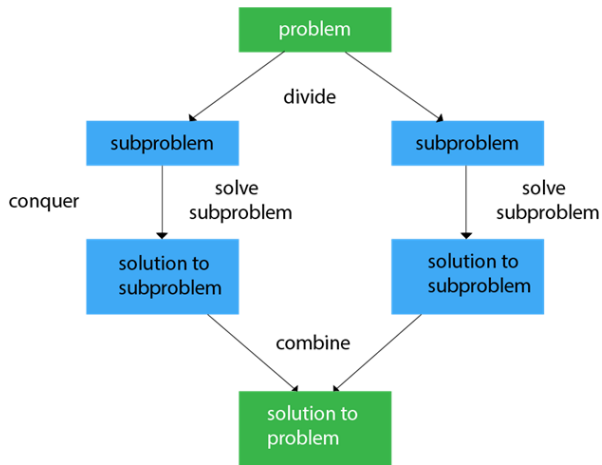 problem
divide
subproblem
subproblem
conquer
solve
subproblem
solve
subproblem
solution to
subproblem
solution to
subproblem
combine
solution to
problem